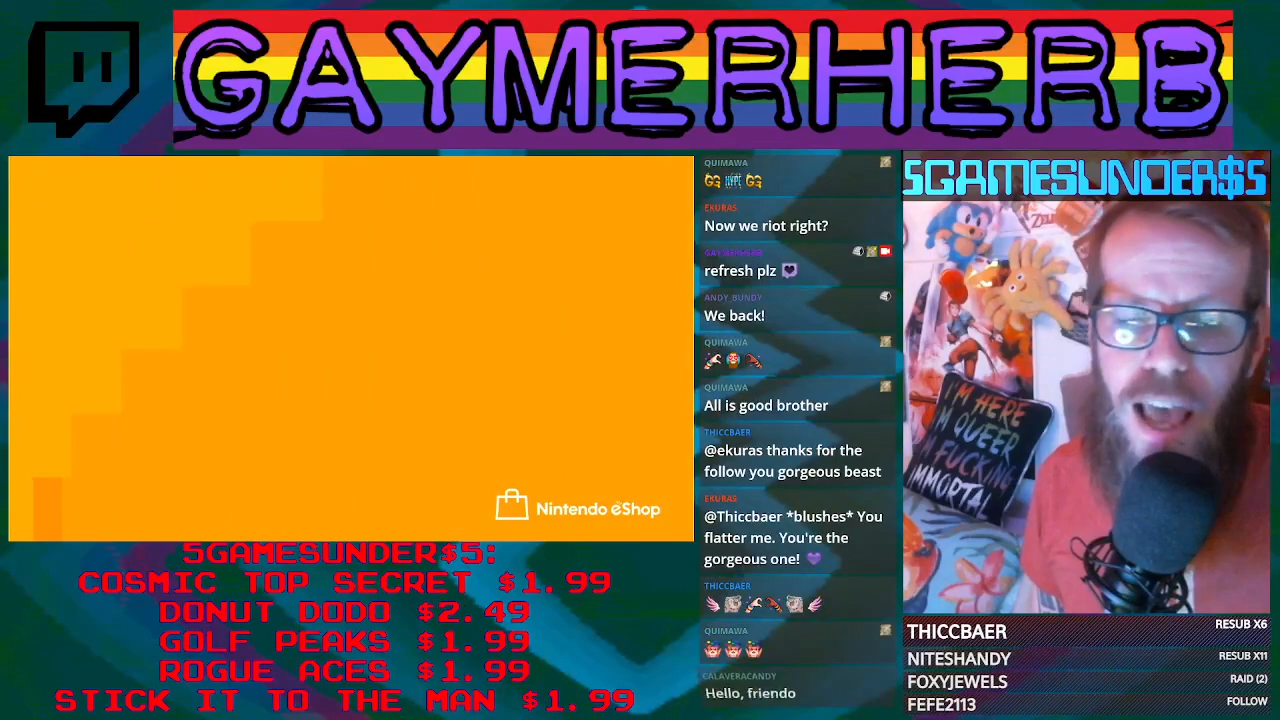 GAYMERHERB
Nintendo eShop
5GAMESUNDER$5:
COSMIC TOP SECRET $1.99
DONUT DODO $2.49
GOLF PEAKS $1.99
ROGUE ACES $1.99
STICK IT TO THE MAN $1.99
QUIMAWA
GG HYPE GG
EKURAS
Now we riot right?
GAYMERHERB
refresh plz
ANDY_BUNDY
We back!
QUIMAWA
QUIMAWA
All is good brother
THICCBAER
@ekuras thanks for the
follow you gorgeous beast
EKURAS
@Thiccbaer *blushes* You
flatter me. You're the
gorgeous one!
THICCBAER
QUIMAWA
CALAVERACANDY
Hello, friendo
5GAMESUNDER$5
I'M HERE
I'M QUEER
I'M FUCKING
IMMORTAL
THICCBAER RESUB X6
NITESHANDY RESUB X11
FOXYJEWELS RAID (2)
FEFE2113 FOLLOW